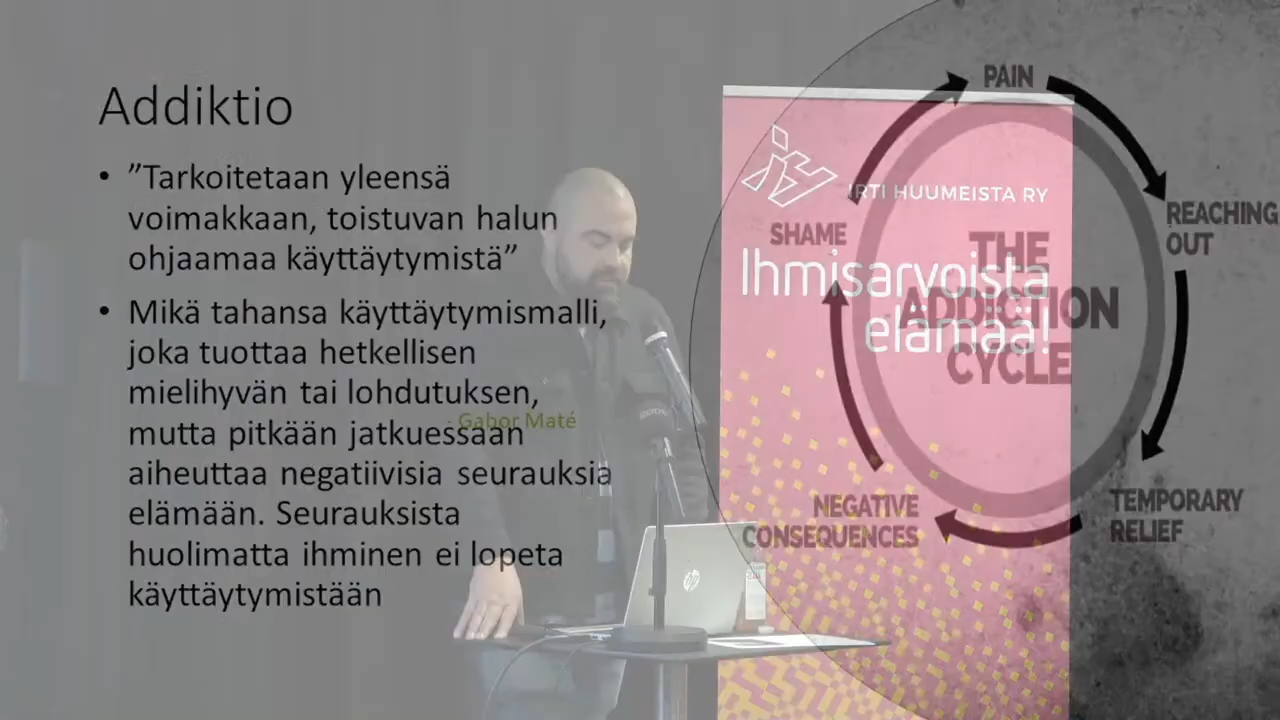 Addiktio
• ”Tarkoitetaan yleensä
voimakkaan, toistuvan halun
ohjaamaa käyttäytymistä”
• Mikä tahansa käyttäytymismalli,
joka tuottaa hetkellisen
mielihyvän tai lohdutuksen,
mutta pitkään jatkuessaan
aiheuttaa negatiivisia seurauksia
elämään. Seurauksista
huolimatta ihminen ei lopeta
käyttäytymistään
Gabor Maté
IRTI HUUMEISTA RY
Ihmisarvoista
elämää!
PAIN
REACHING
OUT
TEMPORARY
RELIEF
NEGATIVE
CONSEQUENCES
SHAME
THE
ADDICTION
CYCLE
hp